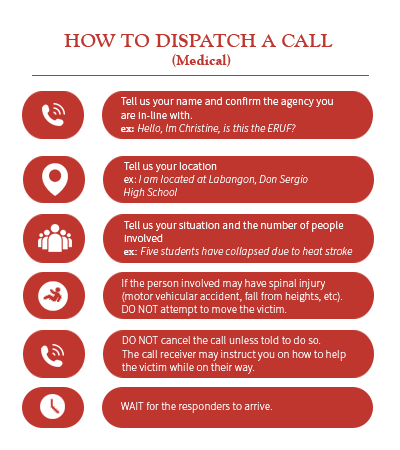 HOW TO DISPATCH A CALL
(Medical)
Tell us your name and confirm the agency you
are in-line with.
ex: Hello, Im Christine, is this the ERUF?
Tell us your location
ex: I am located at Labangon, Don Sergio
High School
Tell us your situation and the number of people
involved
ex: Five students have collapsed due to heat stroke
If the person involved may have spinal injury
(motor vehicular accident, fall from heights, etc).
DO NOT attempt to move the victim.
DO NOT cancel the call unless told to do so.
The call receiver may instruct you on how to help
the victim while on their way.
WAIT for the responders to arrive.